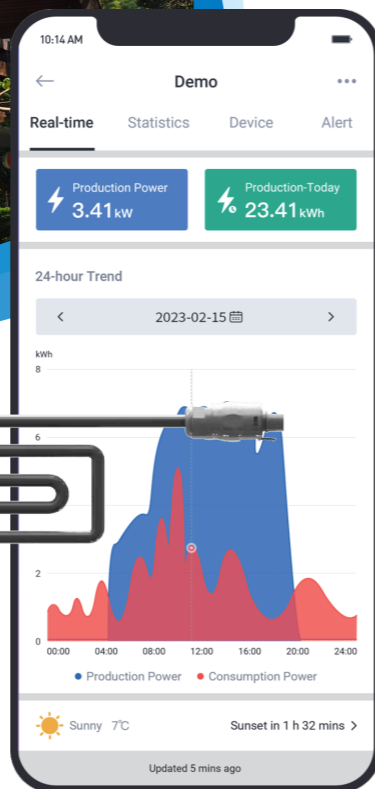 10:14 AM
Demo
Real-time Statistics Device Alert
Production Power
3.41kW
Production-Today
23.41kWh
24-hour Trend
2023-02-15
kWh
8
6
2
0
00:00 04:00 08:00 12:00 16:00 20:00 24:00
Production Power Consumption Power
Sunny 7℃ Sunset in 1 h 32 mins
Updated 5 mins ago